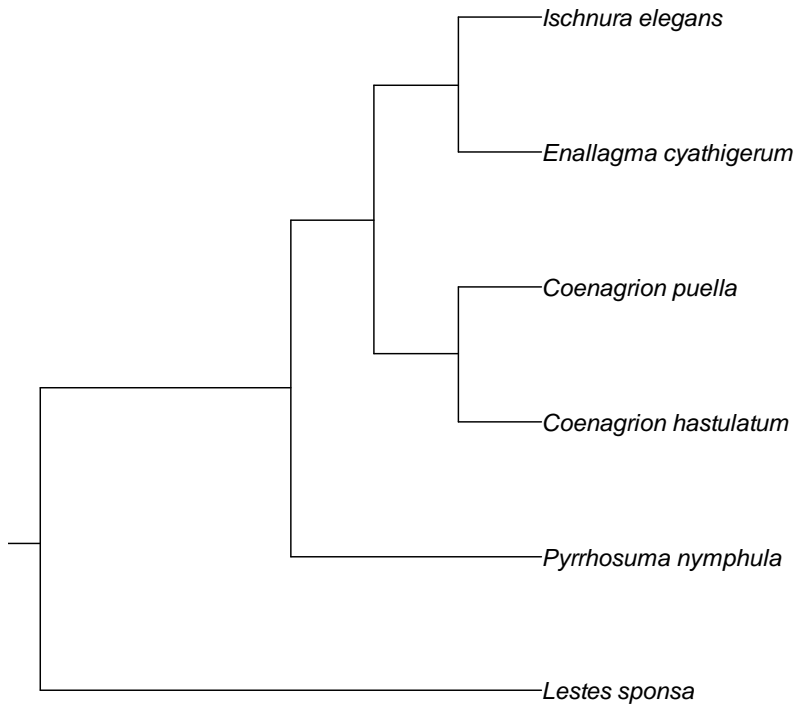 Ischnura elegans
Enallagma cyathigerum
Coenagrion puella
Coenagrion hastulatum
Pyrrhosuma nymphula
Lestes sponsa